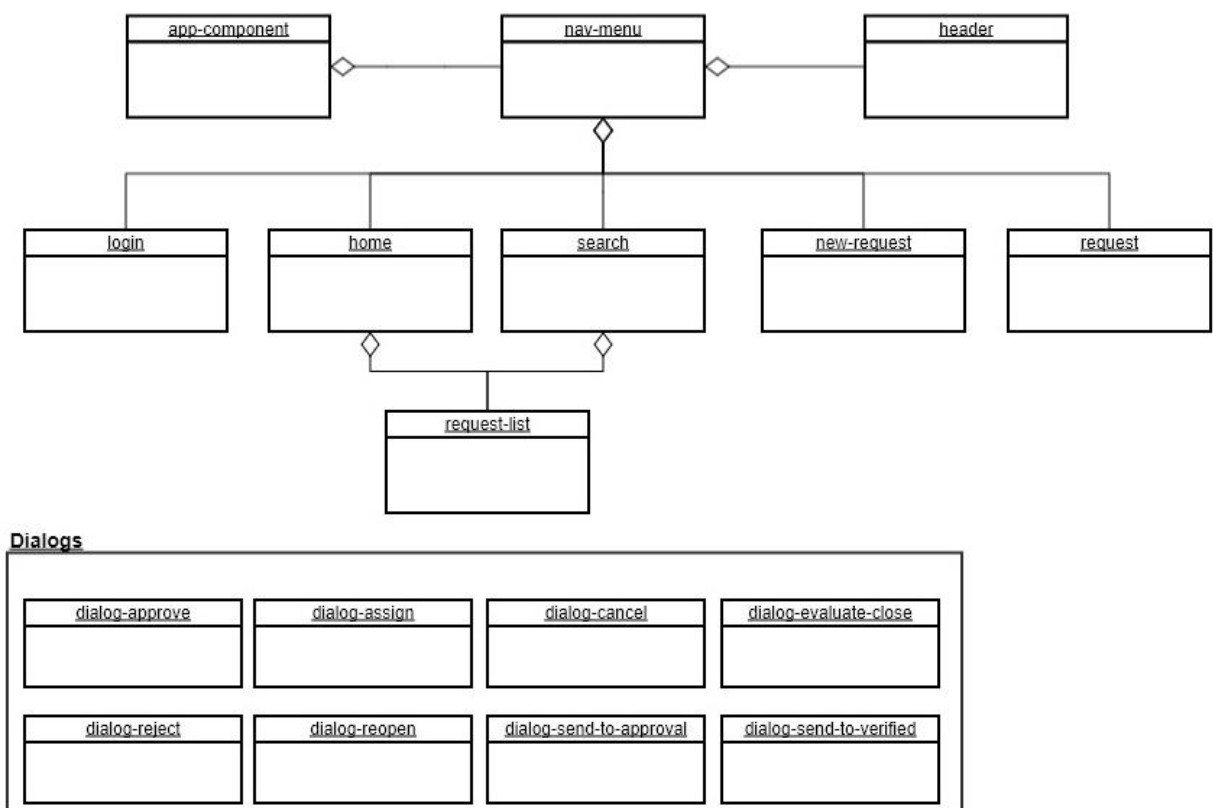 app-component
nav-menu
header
login
home
search
new-request
request
request-list
Dialogs
dialog-approve
dialog-assign
dialog-cancel
dialog-evaluate-close
dialog-reject
dialog-reopen
dialog-send-to-approval
dialog-send-to-verified